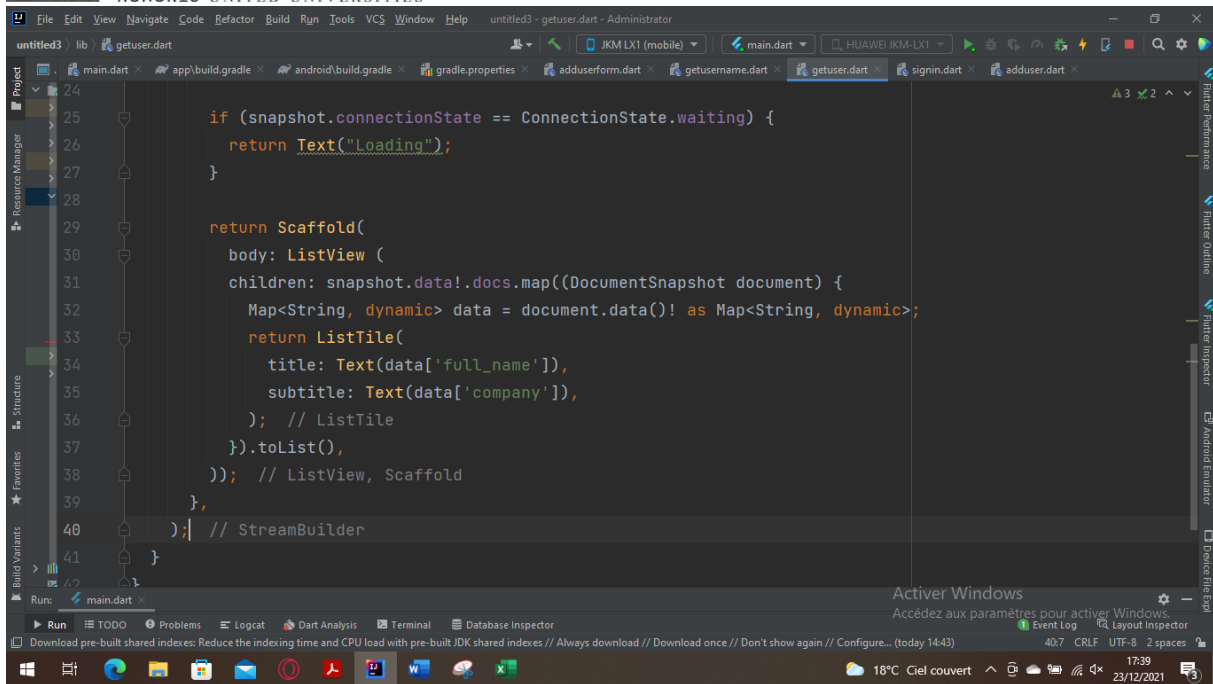 HONORIS UNITED UNIVERSITIES
File Edit View Navigate Code Refactor Build Run Tools VCS Window Help untitled3 - getuser.dart - Administrator
untitled3 lib getuser.dart JKM LX1 (mobile) main.dart HUAWEI JKM-LX1
main.dart app\build.gradle android\build.gradle gradle.properties adduserform.dart getusername.dart getuser.dart signin.dart adduser.dart
Project
Resource Manager
Structure
Favorites
Build Variants
24
3 2
25 if (snapshot.connectionState == ConnectionState.waiting) {
26 return Text("Loading");
27 }
28
29 return Scaffold(
30 body: ListView (
31 children: snapshot.data!.docs.map((DocumentSnapshot document) {
32 Map<String, dynamic> data = document.data()! as Map<String, dynamic>;
33 return ListTile(
34 title: Text(data['full_name']),
35 subtitle: Text(data['company']),
36 ); // ListTile
37 }).toList(),
38 )); // ListView, Scaffold
39 },
40 ); // StreamBuilder
41 }
42 }
Flutter Performance
Flutter Outline
Flutter Inspector
Android Emulator
Device File Expl
Activer Windows
Accédez aux paramètres pour activer Windows.
Run: main.dart
Run TODO Problems Logcat Dart Analysis Terminal Database Inspector 1 Event Log Layout Inspector
Download pre-built shared indexes: Reduce the indexing time and CPU load with pre-built JDK shared indexes // Always download // Download once // Don't show again // Configure... (today 14:43) 40:7 CRLF UTF-8 2 spaces
18°C Ciel couvert 17:39
23/12/2021
3